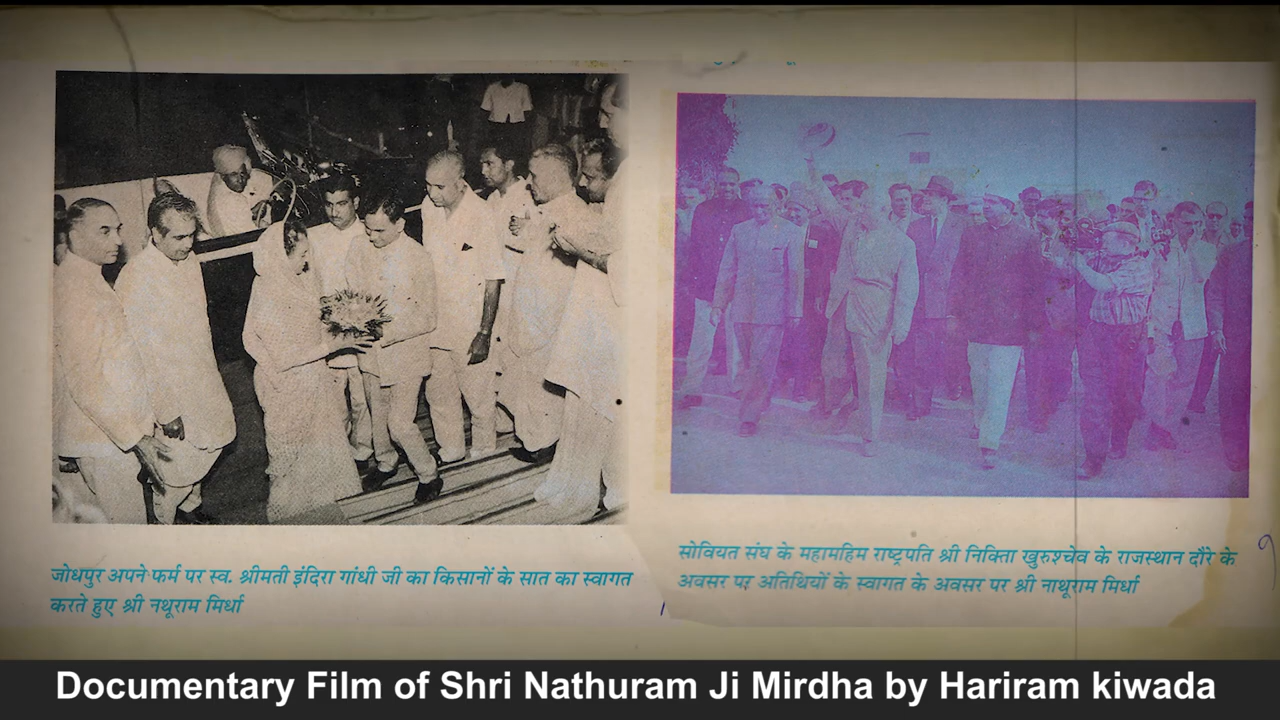 जोधपुर अपने फर्म पर स्व. श्रीमती इंदिरा गांधी जी का किसानों के सात का स्वागत
करते हुए श्री नथूराम मिर्धा
सोवियत संघ के महामहिम राष्ट्रपति श्री निक्ता खुरुश्चेव के राजस्थान दौरे के
अवसर पर अतिथियों के स्वागत के अवसर पर श्री नाथूराम मिर्धा
Documentary Film of Shri Nathuram Ji Mirdha by Hariram kiwada